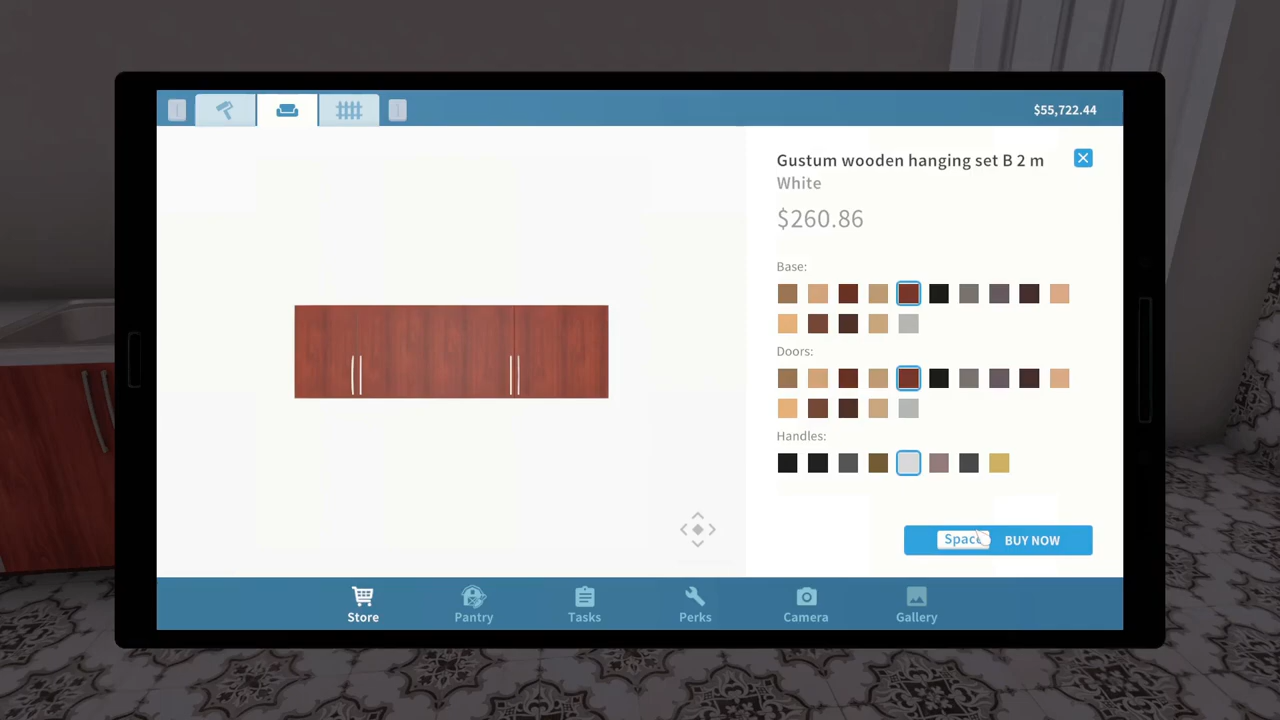 $55,722.44
Gustum wooden hanging set B 2 m
White
$260.86
Base:
Doors:
Handles:
Space BUY NOW
Store Pantry Tasks Perks Camera Gallery